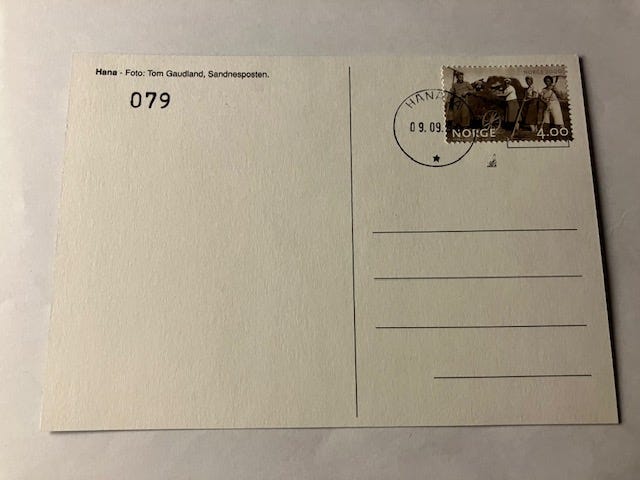 Hana - Foto: Tom Gaudland, Sandnesposten.
079
HANA
09.09.
NORGE 4.00